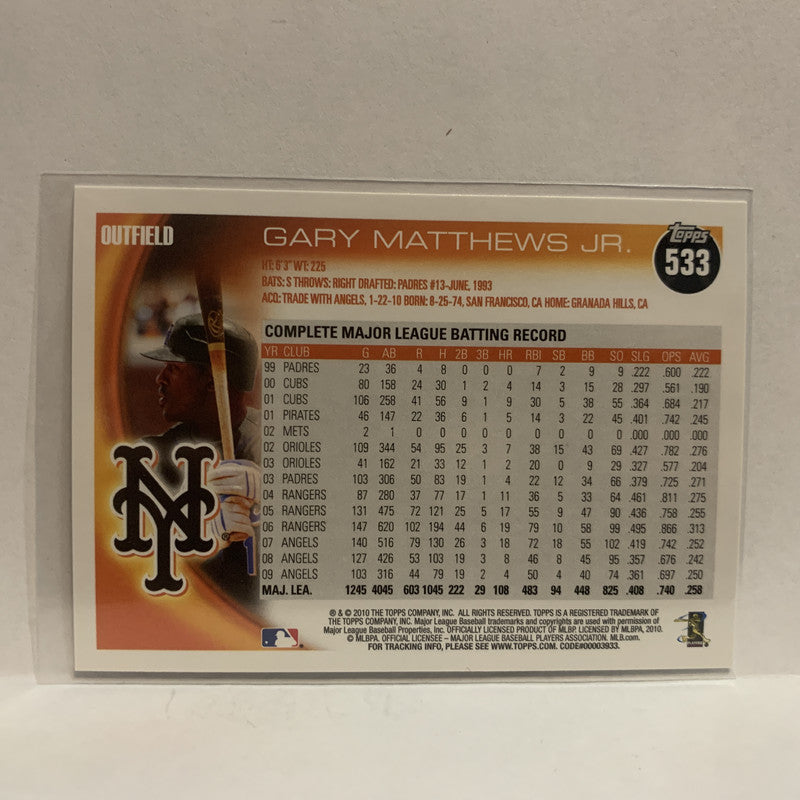 OUTFIELD
GARY MATTHEWS JR.
Topps
533
HT: 6'3" WT: 225
BATS: S THROWS: RIGHT DRAFTED: PADRES #13-JUNE, 1993
ACQ: TRADE WITH ANGELS, 1-22-10 BORN: 8-25-74, SAN FRANCISCO, CA HOME: GRANADA HILLS, CA
COMPLETE MAJOR LEAGUE BATTING RECORD
YR CLUB G AB R H 2B 3B HR RBI SB BB SO SLG OPS AVG
99 PADRES 23 36 4 8 0 0 0 7 2 9 9 .222 .600 .222
00 CUBS 80 158 24 30 1 2 4 14 3 15 28 .297 .561 .190
01 CUBS 106 258 41 56 9 1 9 30 5 38 55 .364 .684 .217
01 PIRATES 46 147 22 36 6 1 5 14 3 22 45 .401 .742 .245
02 METS 2 1 0 0 0 0 0 0 0 0 0 .000 .000 .000
02 ORIOLES 109 344 54 95 25 3 7 38 15 43 69 .427 .782 .276
03 ORIOLES 41 162 21 33 12 1 2 20 0 9 29 .327 .577 .204
03 PADRES 103 306 50 83 19 1 4 22 12 34 66 .379 .725 .271
04 RANGERS 87 280 37 77 17 1 11 36 5 33 64 .461 .811 .275
05 RANGERS 131 475 72 121 25 5 17 55 9 47 90 .436 .758 .255
06 RANGERS 147 620 102 194 44 6 19 79 10 58 99 .495 .866 .313
07 ANGELS 140 516 79 130 26 3 18 72 18 55 102 .419 .742 .252
08 ANGELS 127 426 53 103 19 3 8 46 8 45 95 .357 .676 .242
09 ANGELS 103 316 44 79 19 2 4 50 4 40 74 .361 .697 .250
MAJ. LEA. 1245 4045 603 1045 222 29 108 483 94 448 825 .408 .740 .258
NY
® & © 2010 THE TOPPS COMPANY, INC. ALL RIGHTS RESERVED. TOPPS IS A REGISTERED TRADEMARK OF
THE TOPPS COMPANY, INC. Major League Baseball trademarks and copyrights are used with permission of
Major League Baseball Properties, Inc. OFFICIALLY LICENSED PRODUCT OF MLBP. LICENSED BY MLBPA, 2010.
© MLBPA. OFFICIAL LICENSEE – MAJOR LEAGUE BASEBALL PLAYERS ASSOCIATION. MLB.com.
FOR TRACKING INFO, PLEASE SEE WWW.TOPPS.COM. CODE#00003933.